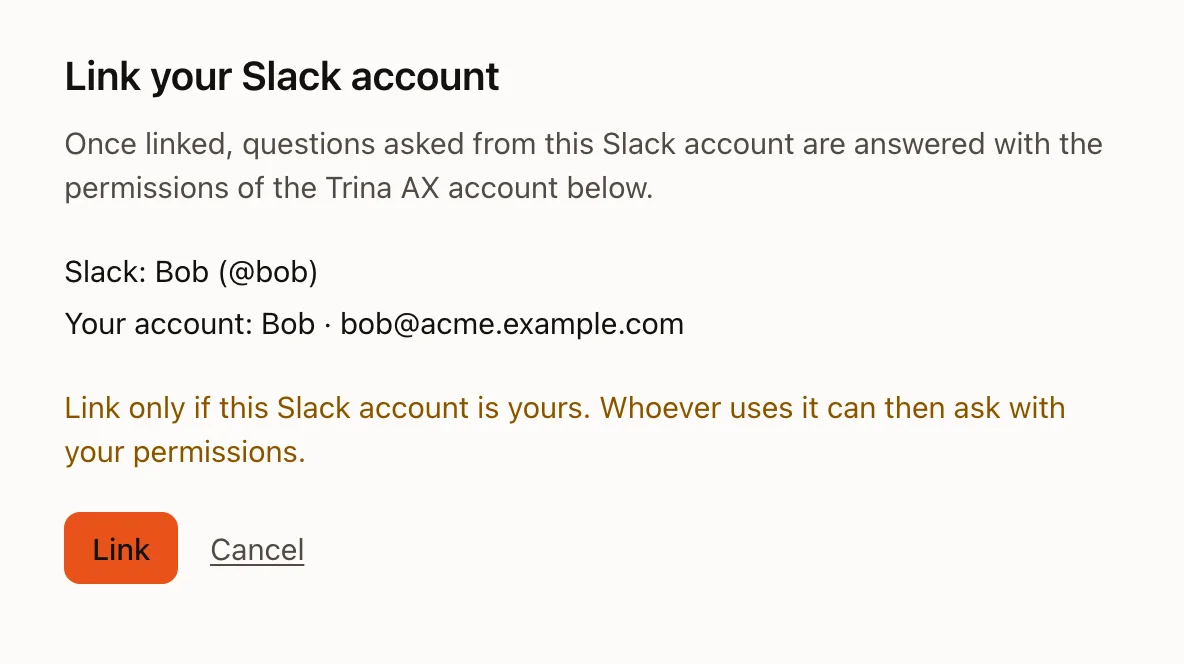 Link your Slack account
Once linked, questions asked from this Slack account are answered with the
permissions of the Trina AX account below.
Slack: Bob (@bob)
Your account: Bob · bob@acme.example.com
Link only if this Slack account is yours. Whoever uses it can then ask with
your permissions.
Link
Cancel